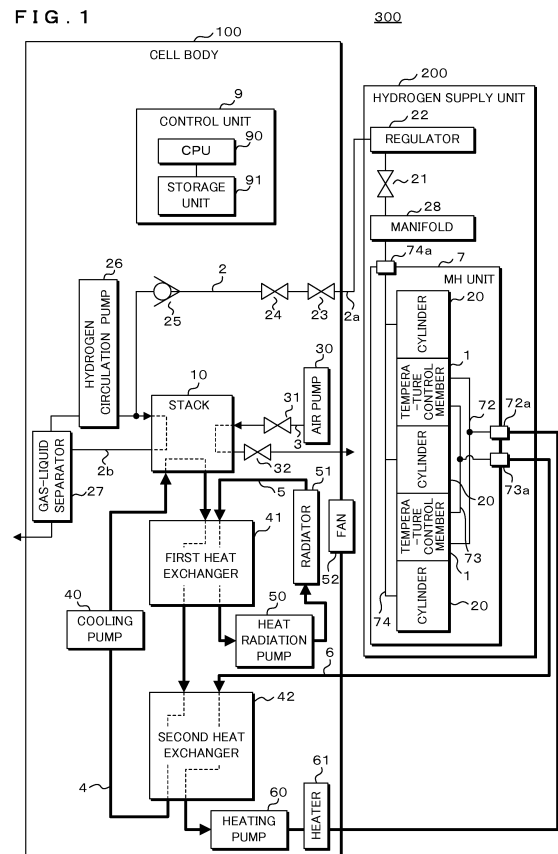 FIG. 1
300
100
CELL BODY
200
HYDROGEN SUPPLY UNIT
9
CONTROL UNIT
90
CPU
91
STORAGE
UNIT
22
REGULATOR
21
28
MANIFOLD
74a
7
MH UNIT
26
HYDROGEN
CIRCULATION PUMP
2
25
24
23
2a
20
CYLINDER
1
TEMPERA
-TURE
CONTROL
MEMBER
72
72a
10
STACK
30
AIR PUMP
31
3
32
CYLINDER
20
73a
GAS-LIQUID
SEPARATOR
27
2b
5
51
RADIATOR
FAN
52
TEMPERA
-TURE
CONTROL
MEMBER
73
1
41
FIRST HEAT
EXCHANGER
74
CYLINDER
20
40
COOLING
PUMP
50
HEAT
RADIATION
PUMP
6
42
SECOND HEAT
EXCHANGER
4
60
HEATING
PUMP
61
HEATER